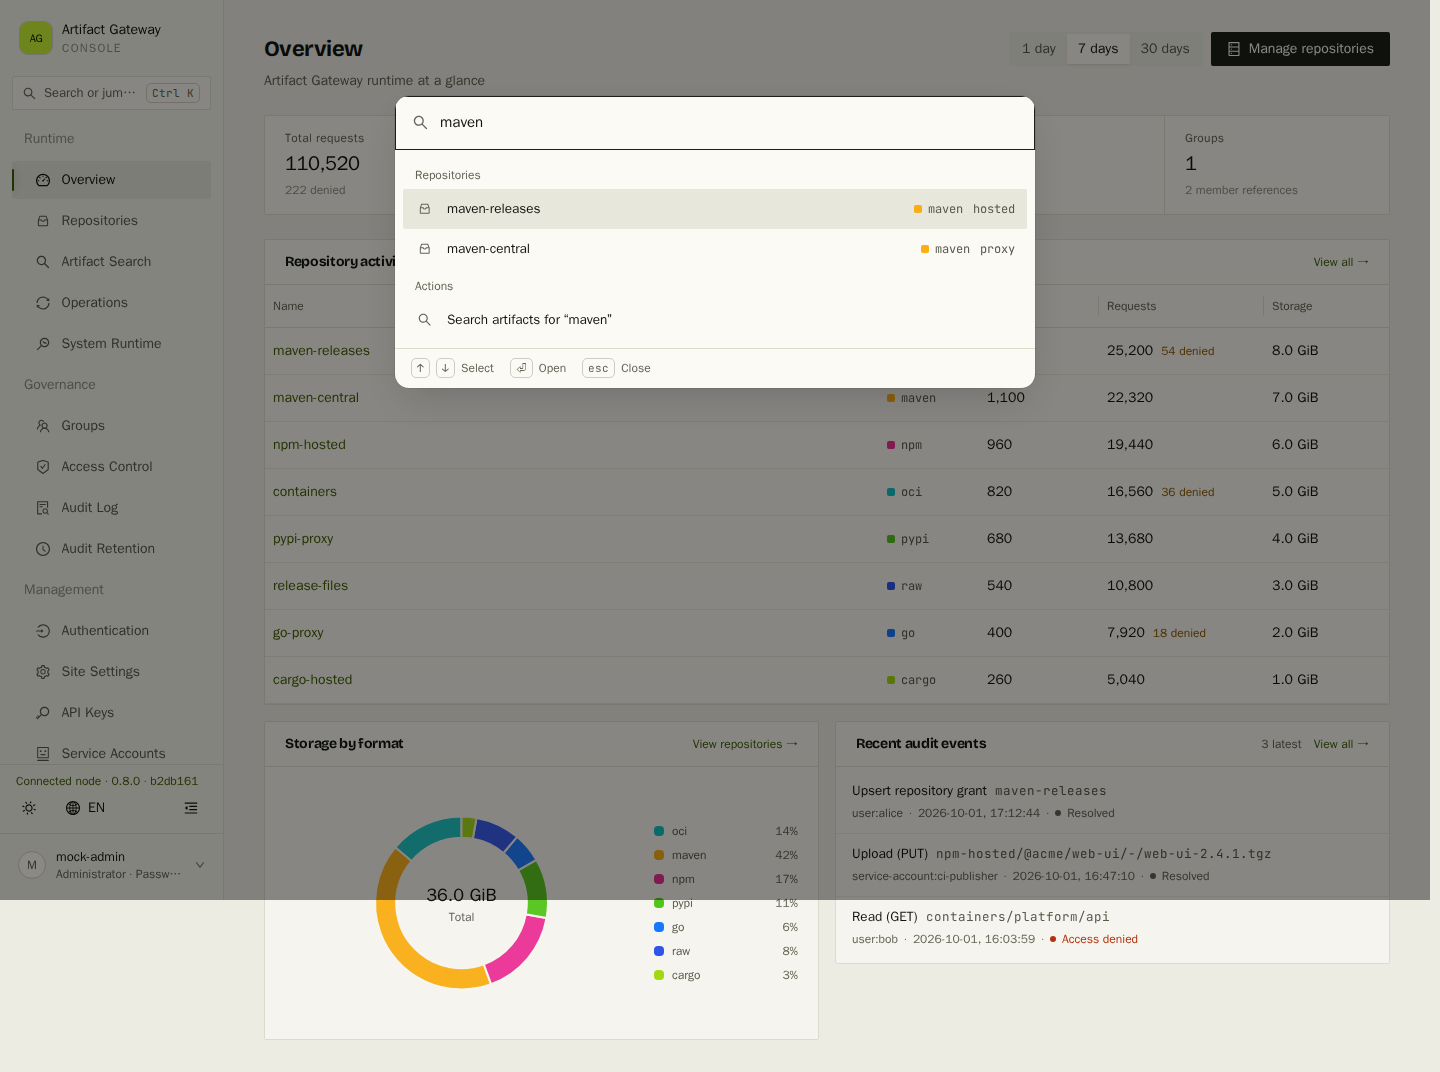 AG
Artifact Gateway
CONSOLE
Search or jum··· Ctrl K
Runtime
Overview
Repositories
Artifact Search
Operations
System Runtime
Governance
Groups
Access Control
Audit Log
Audit Retention
Management
Authentication
Site Settings
API Keys
Service Accounts
Connected node · 0.8.0 · b2db161
EN
M
mock-admin
Administrator · Passw···
Overview
Artifact Gateway runtime at a glance
1 day 7 days 30 days Manage repositories
Total requests
110,520
222 denied
Groups
1
2 member references
maven
Repositories
maven-releases maven hosted
maven-central maven proxy
Actions
Search artifacts for “maven”
↑ ↓ Select Open esc Close
Repository activi
View all →
Name Requests Storage
maven-releases 25,200 54 denied 8.0 GiB
maven-central maven 1,100 22,320 7.0 GiB
npm-hosted npm 960 19,440 6.0 GiB
containers oci 820 16,560 36 denied 5.0 GiB
pypi-proxy pypi 680 13,680 4.0 GiB
release-files raw 540 10,800 3.0 GiB
go-proxy go 400 7,920 18 denied 2.0 GiB
cargo-hosted cargo 260 5,040 1.0 GiB
Storage by format View repositories →
36.0 GiB
Total
oci 14%
maven 42%
npm 17%
pypi 11%
go 6%
raw 8%
cargo 3%
Recent audit events 3 latest View all →
Upsert repository grant maven-releases
user:alice · 2026-10-01, 17:12:44 · Resolved
Upload (PUT) npm-hosted/@acme/web-ui/-/web-ui-2.4.1.tgz
service-account:ci-publisher · 2026-10-01, 16:47:10 · Resolved
Read (GET) containers/platform/api
user:bob · 2026-10-01, 16:03:59 · Access denied